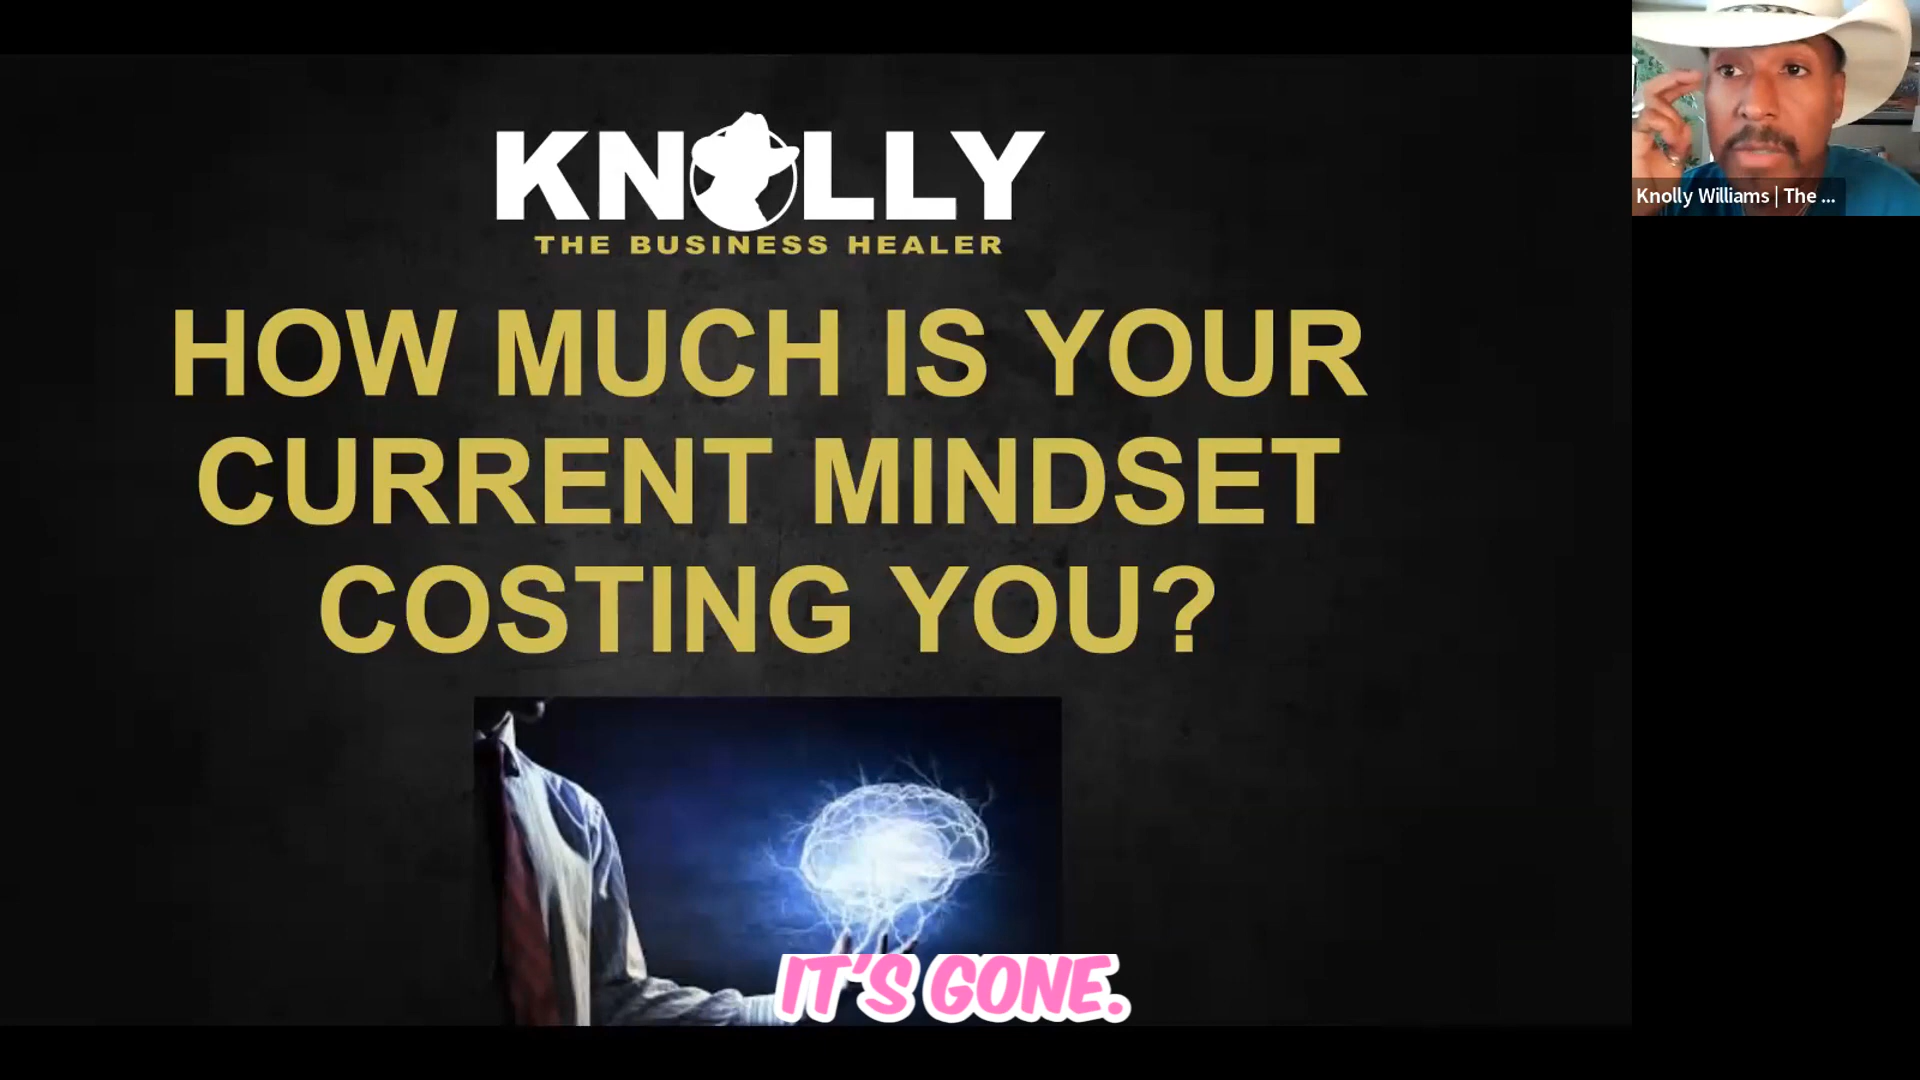 KNOLLY
THE BUSINESS HEALER
HOW MUCH IS YOUR
CURRENT MINDSET
COSTING YOU?
Knolly Williams | The ...
IT'S GONE.